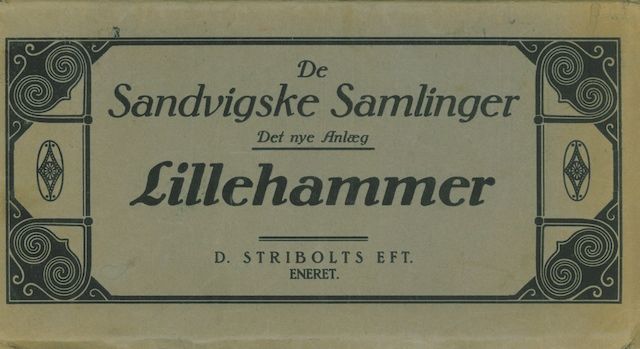 De
Sandvigske Samlinger
Det nye Anlæg
Lillehammer
D. STRIBOLTS EFT.
ENERET.